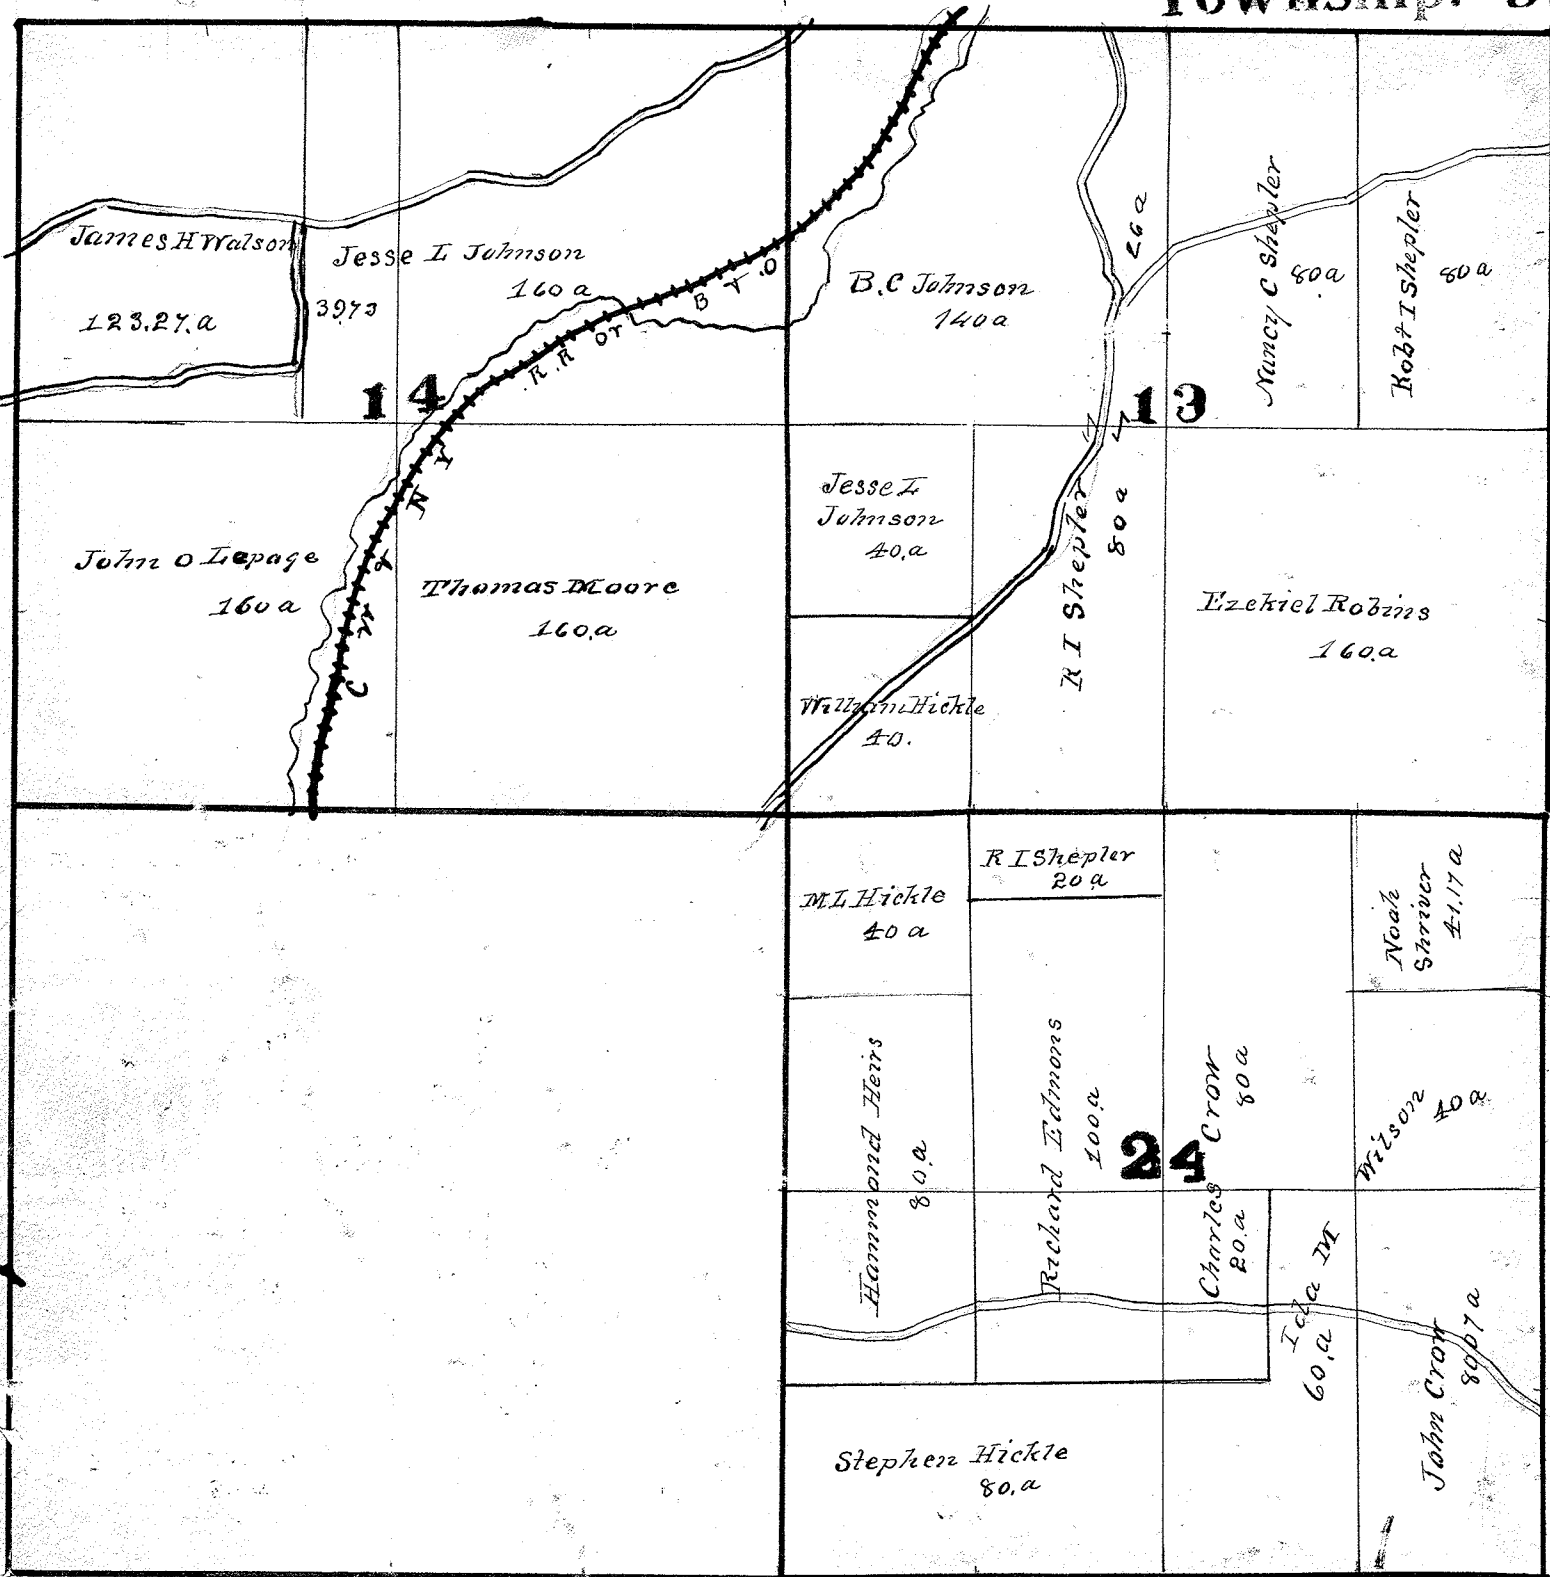 Township.
James H Walson
123.27.a
Jesse L Johnson
160 a
3973
B.C Johnson
140 a
26 a
Nancy C Shepler
80 a
Robt I Shepler
80 a
14
13
C & M & N Y
R.R or B & O
John O Lepage
160 a
Thomas Moore
160.a
Jesse L
Johnson
40.a
William Hickle
40.
R I Shepler
80 a
Ezekiel Robins
160.a
M L Hickle
40 a
R I Shepler
20 a
Noah
Shriver
41.17 a
Hammond Heirs
80.a
Richard Edmons
100.a
24
Charles Crow
80 a
20.a
Ida M Wilson
40 a
60.a
John Crow
80.07 a
Stephen Hickle
80.a